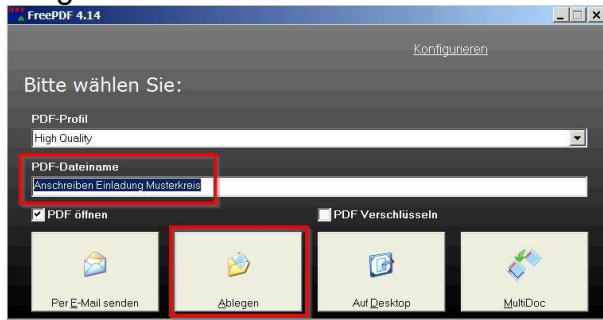 FreePDF 4.14
Konfigurieren
Bitte wählen Sie:
PDF-Profil
High Quality
PDF-Dateiname
Anschreiben Einladung Musterkreis
PDF öffnen
PDF Verschlüsseln
Per E-Mail senden
Ablegen
Auf Desktop
MultiDoc